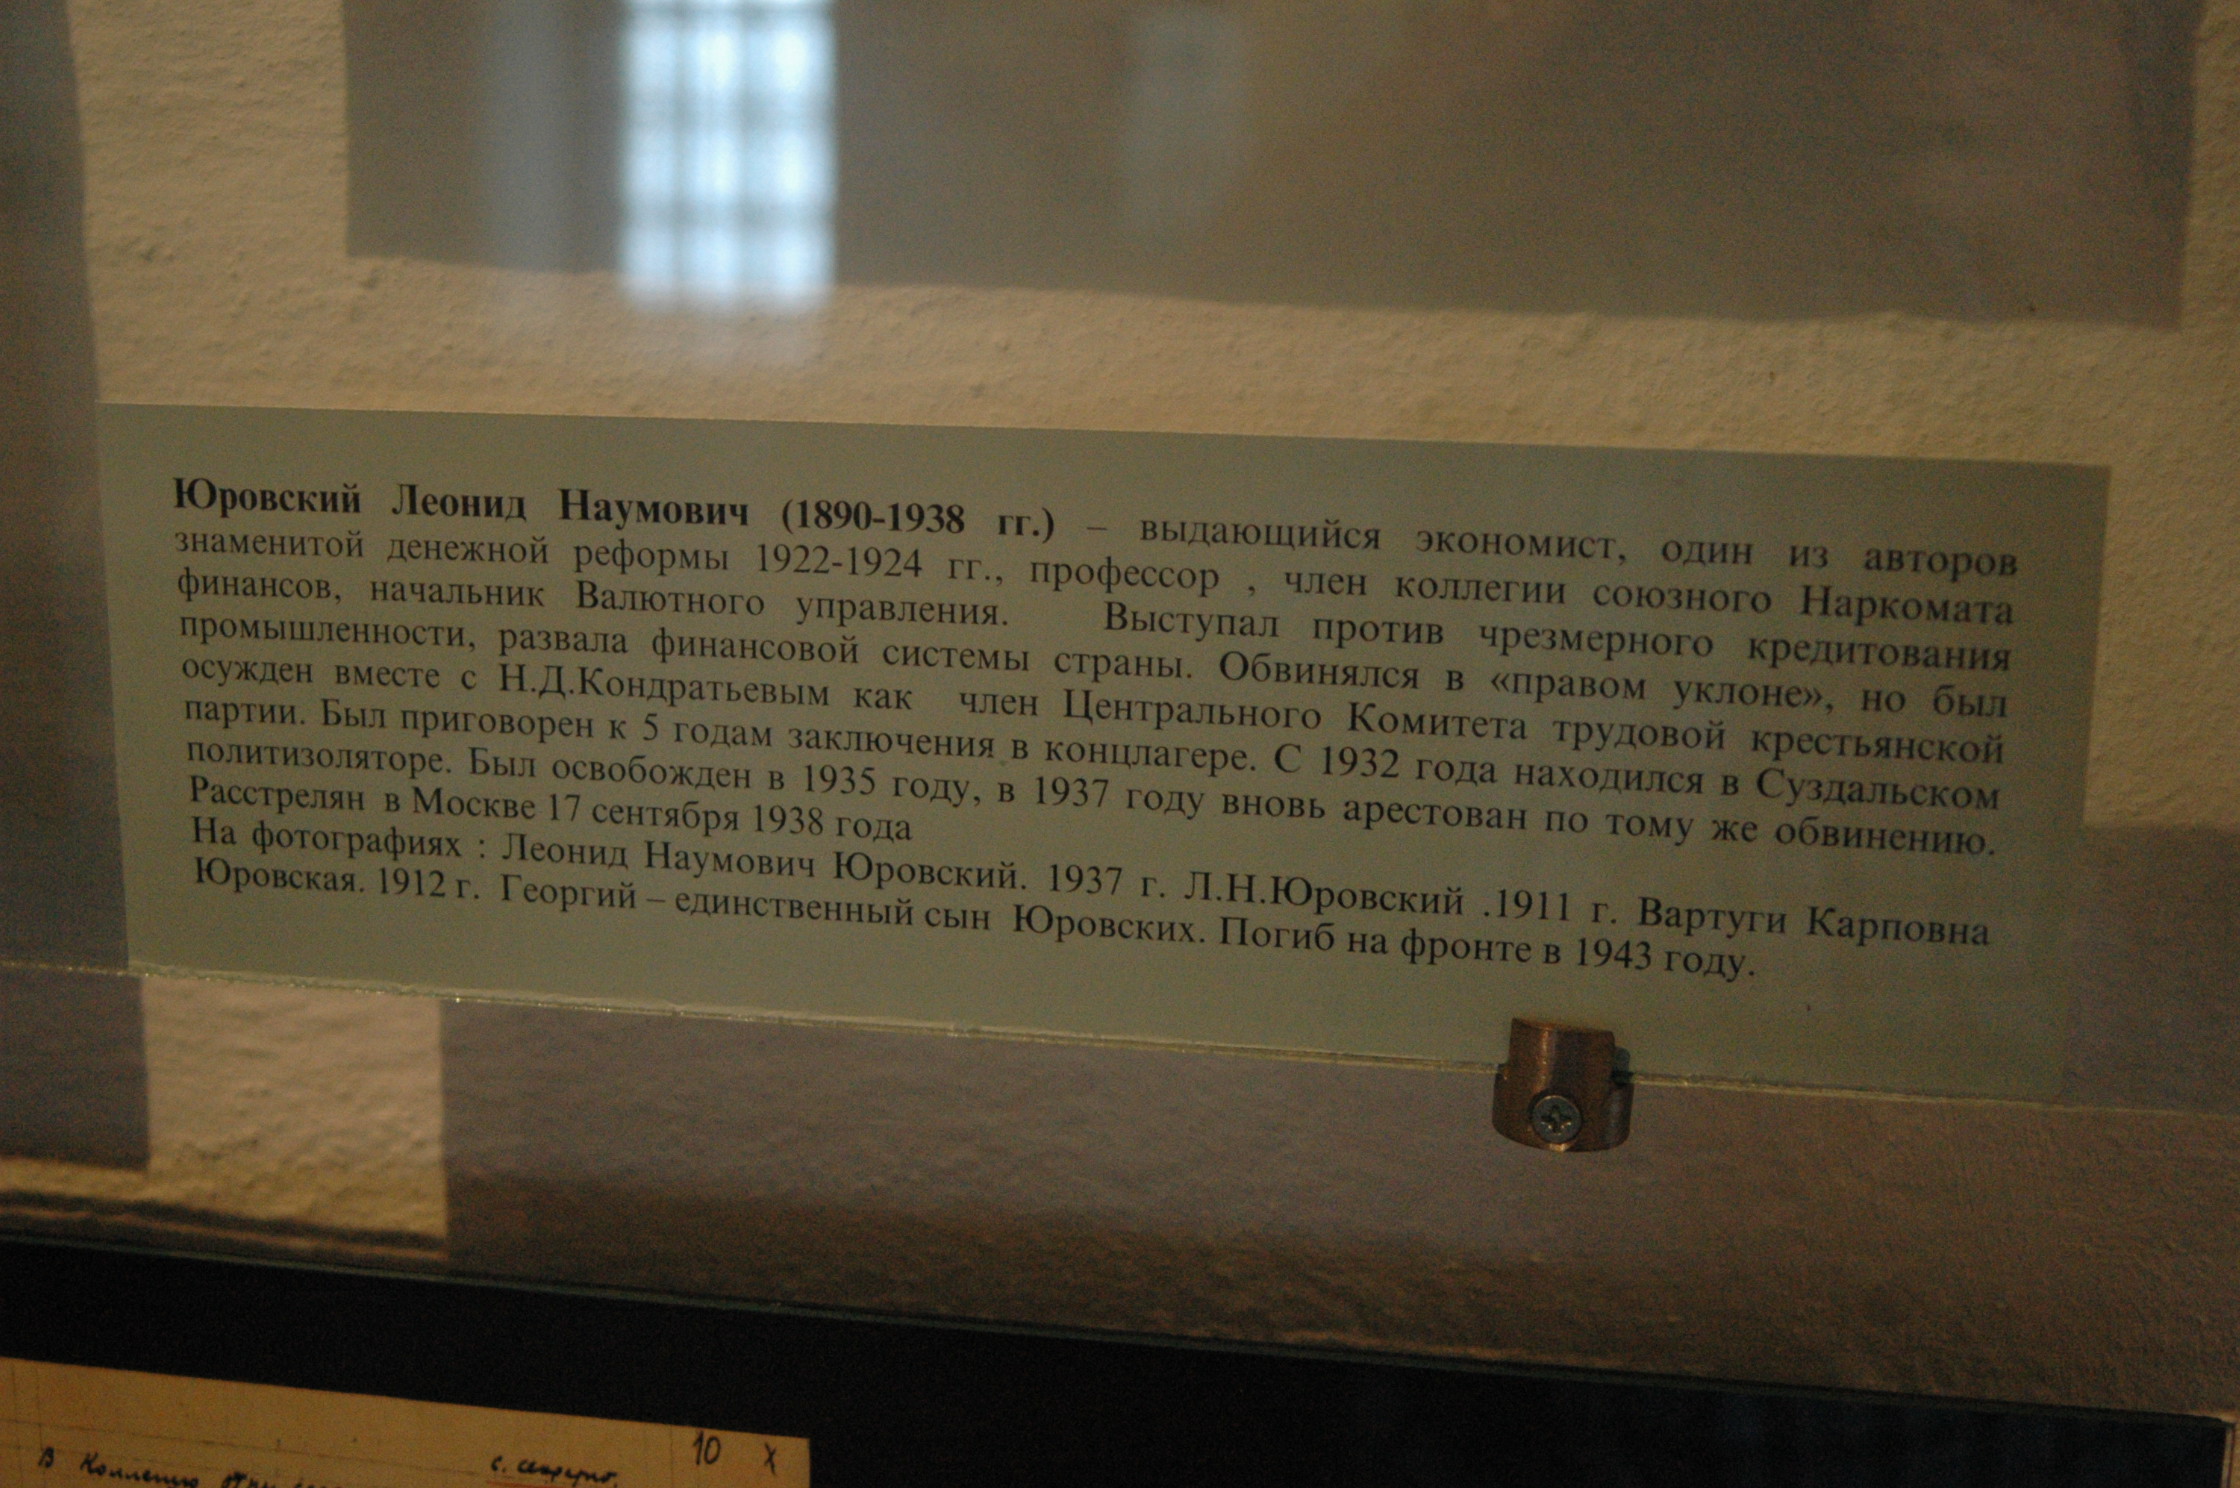 Юровский Леонид Наумович (1890-1938 гг.) – выдающийся экономист, один из авторов
знаменитой денежной реформы 1922-1924 гг., профессор , член коллегии союзного Наркомата
финансов, начальник Валютного управления. Выступал против чрезмерного кредитования
промышленности, развала финансовой системы страны. Обвинялся в «правом уклоне», но был
осужден вместе с Н.Д.Кондратьевым как член Центрального Комитета трудовой крестьянской
партии. Был приговорен к 5 годам заключения в концлагере. С 1932 года находился в Суздальском
политизоляторе. Был освобожден в 1935 году, в 1937 году вновь арестован по тому же обвинению.
Расстрелян в Москве 17 сентября 1938 года
На фотографиях : Леонид Наумович Юровский. 1937 г. Л.Н.Юровский .1911 г. Вартуги Карповна
Юровская. 1912 г. Георгий – единственный сын Юровских. Погиб на фронте в 1943 году.
10 X
В Коллегию